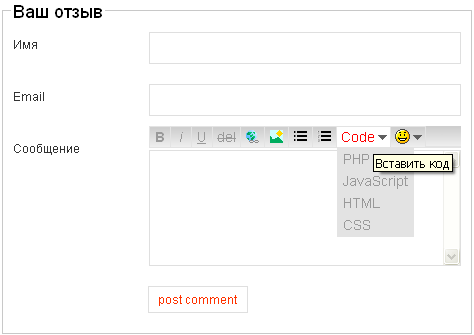 Ваш отзыв
Имя
Email
Сообщение
B I U del Code
PHP
Вставить код
JavaScript
HTML
CSS
post comment